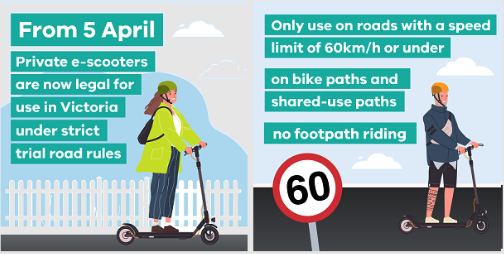 From 5 April
Private e-scooters
are now legal for
use in Victoria
under strict
trial road rules
Only use on roads with a speed
limit of 60km/h or under
on bike paths and
shared-use paths
no footpath riding
60